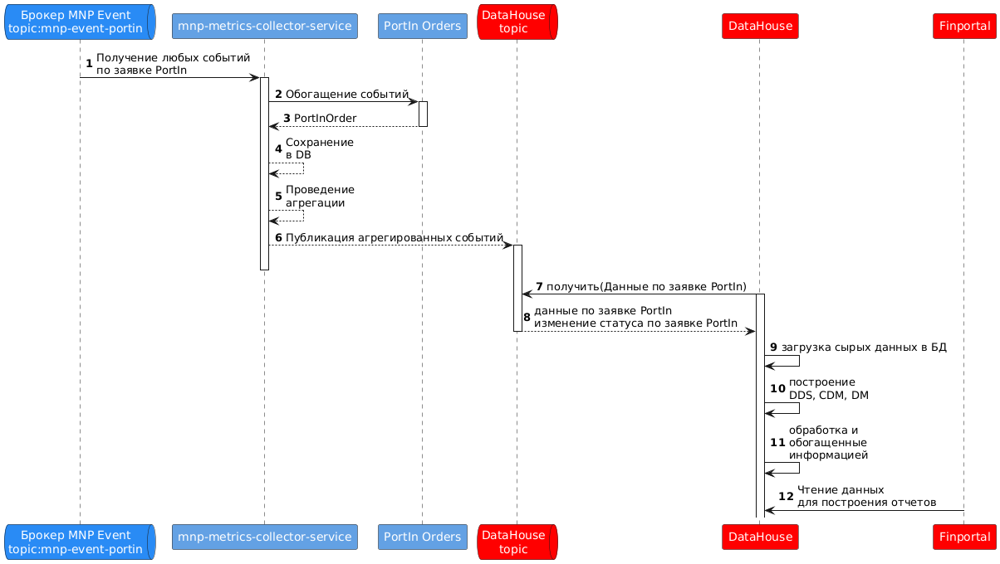 Брокер MNP Event
topic:mnp-event-portin
mnp-metrics-collector-service
PortIn Orders
DataHouse
topic
DataHouse
Finportal
1 Получение любых событий
по заявке PortIn
2 Обогащение событий
3 PortInOrder
4 Сохранение
в DB
5 Проведение
агрегации
6 Публикация агрегированных событий
7 получить(Данные по заявке PortIn)
8 данные по заявке PortIn
изменение статуса по заявке PortIn
9 загрузка сырых данных в БД
10 построение
DDS, CDM, DM
11 обработка и
обогащенные
информацией
12 Чтение данных
для построения отчетов
Брокер MNP Event
topic:mnp-event-portin
mnp-metrics-collector-service
PortIn Orders
DataHouse
topic
DataHouse
Finportal